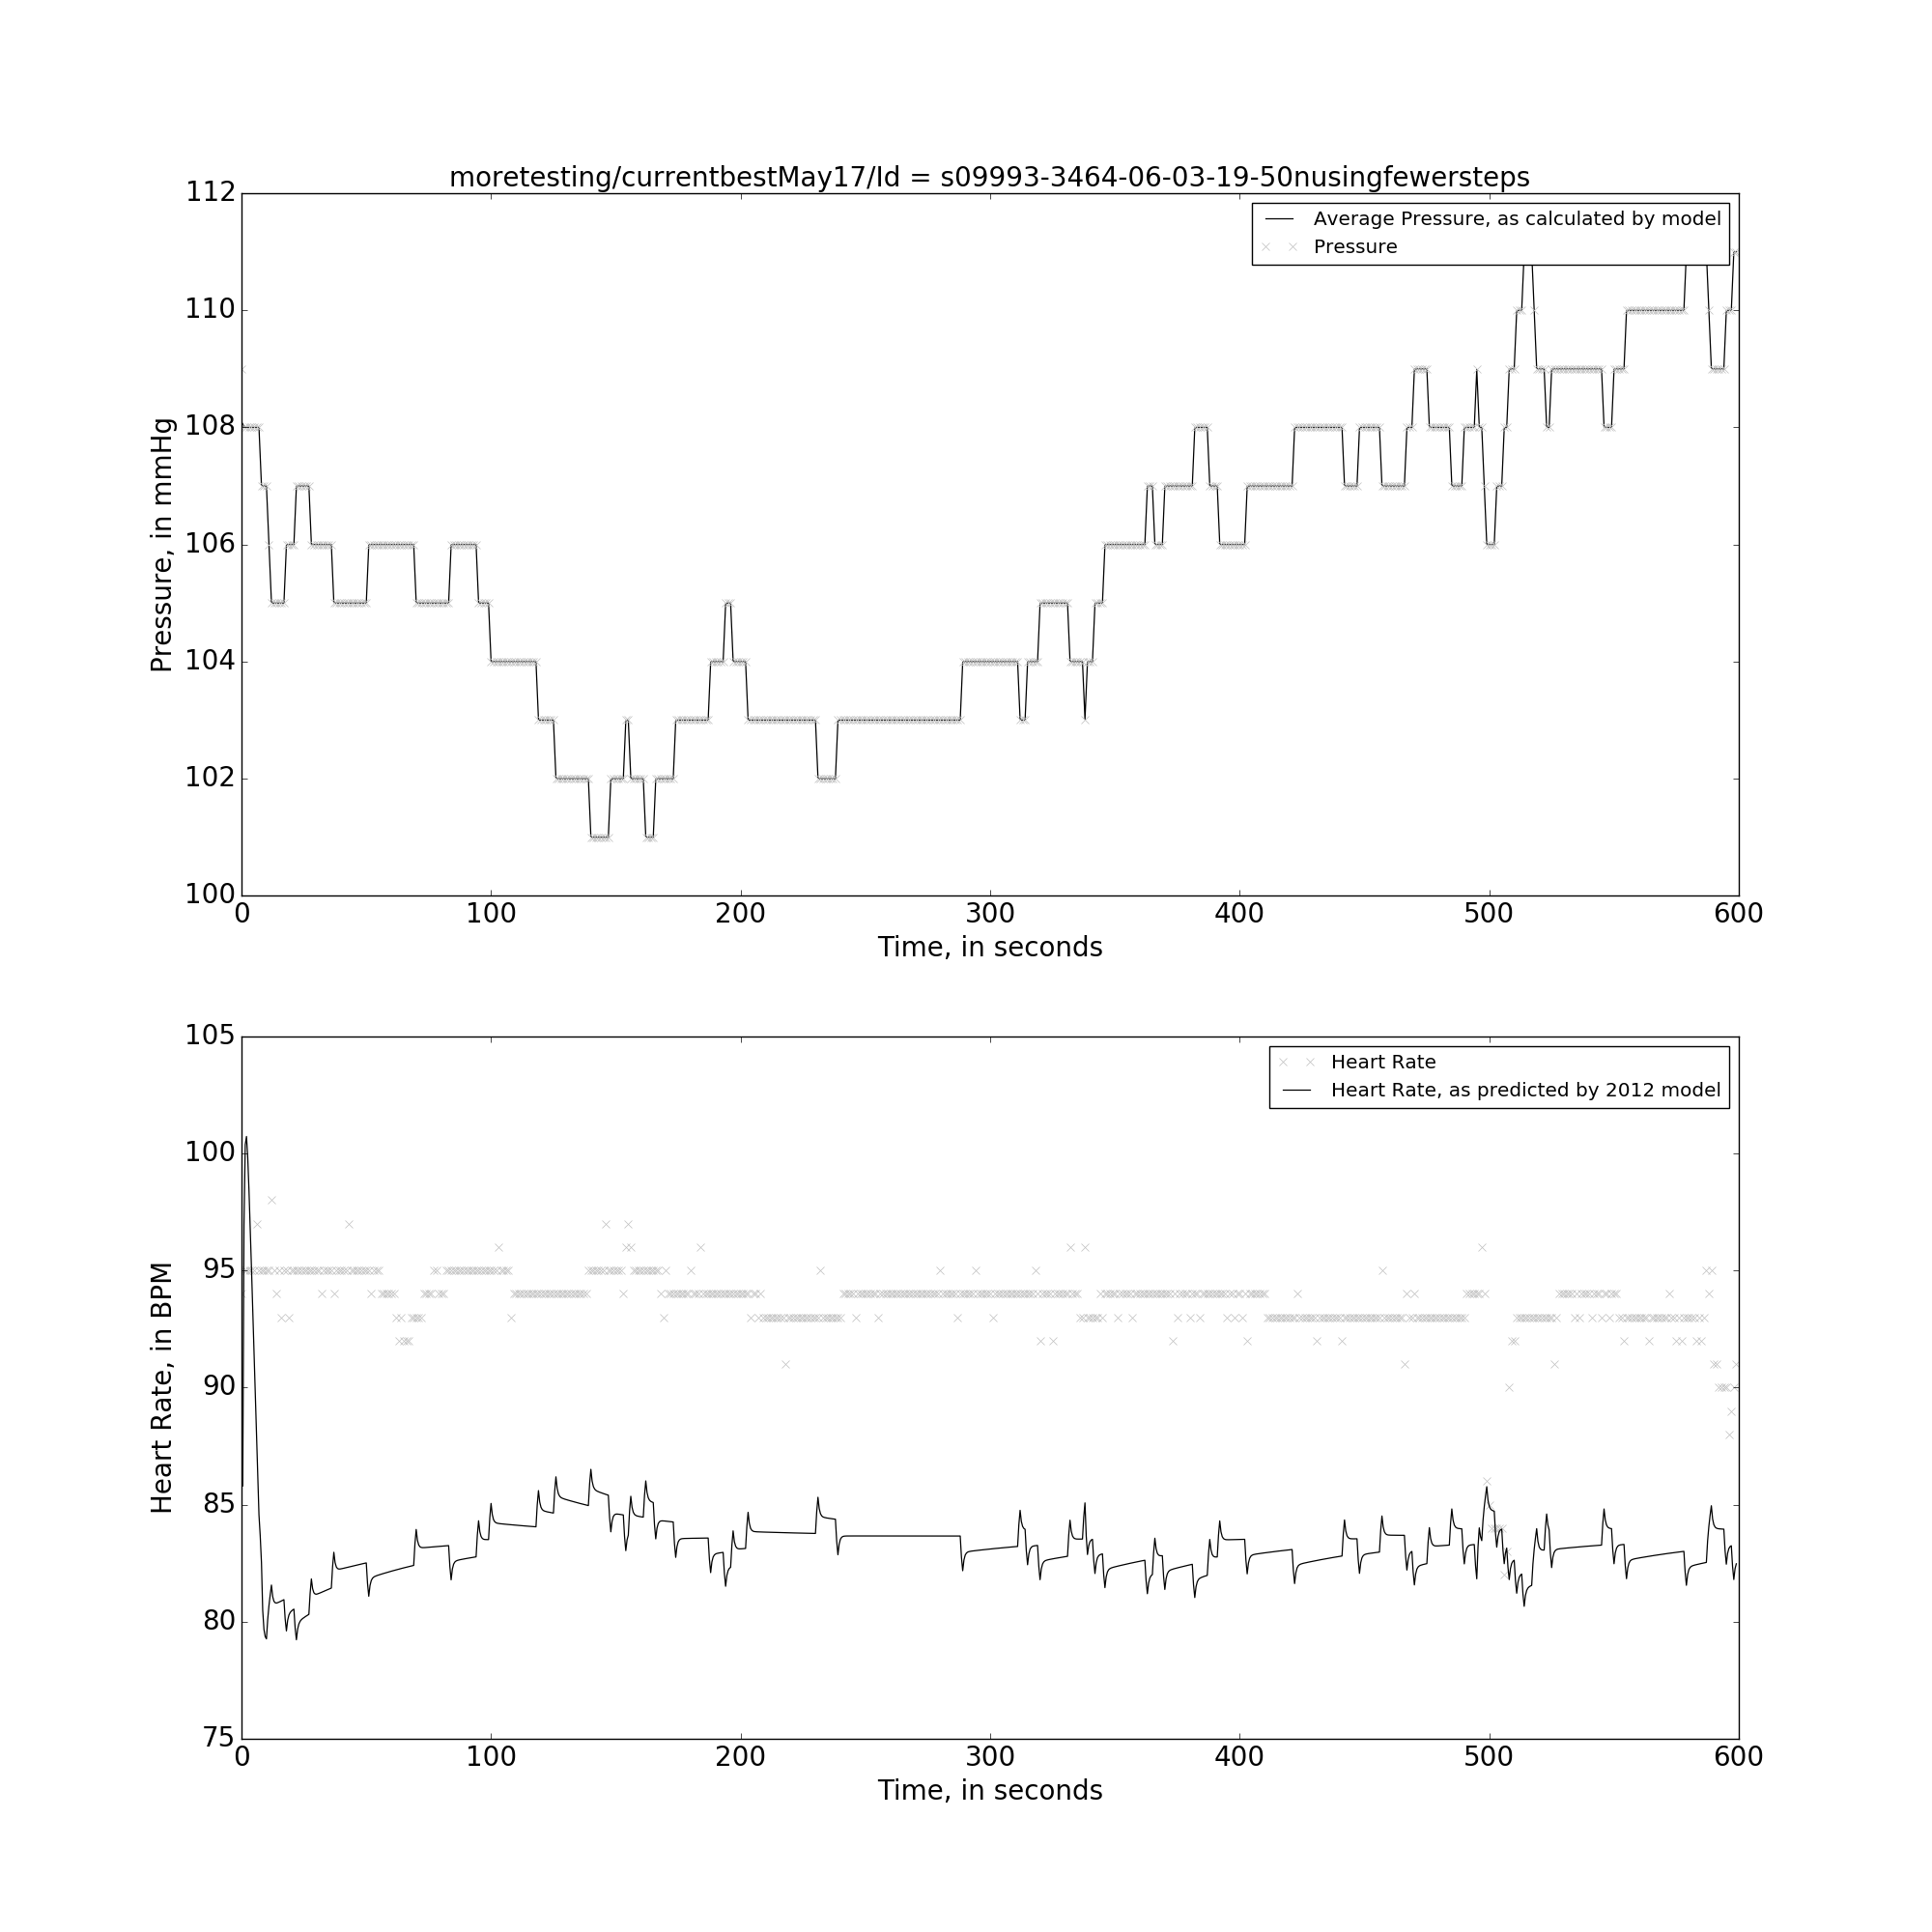 moretesting/currentbestMay17/Id = s09993-3464-06-03-19-50nusingfewersteps
112
110
108
106
104
102
100
Pressure, in mmHg
Average Pressure, as calculated by model
Pressure
0 100 200 300 400 500 600
Time, in seconds
105
100
95
90
85
80
75
Heart Rate, in BPM
Heart Rate
Heart Rate, as predicted by 2012 model
0 100 200 300 400 500 600
Time, in seconds